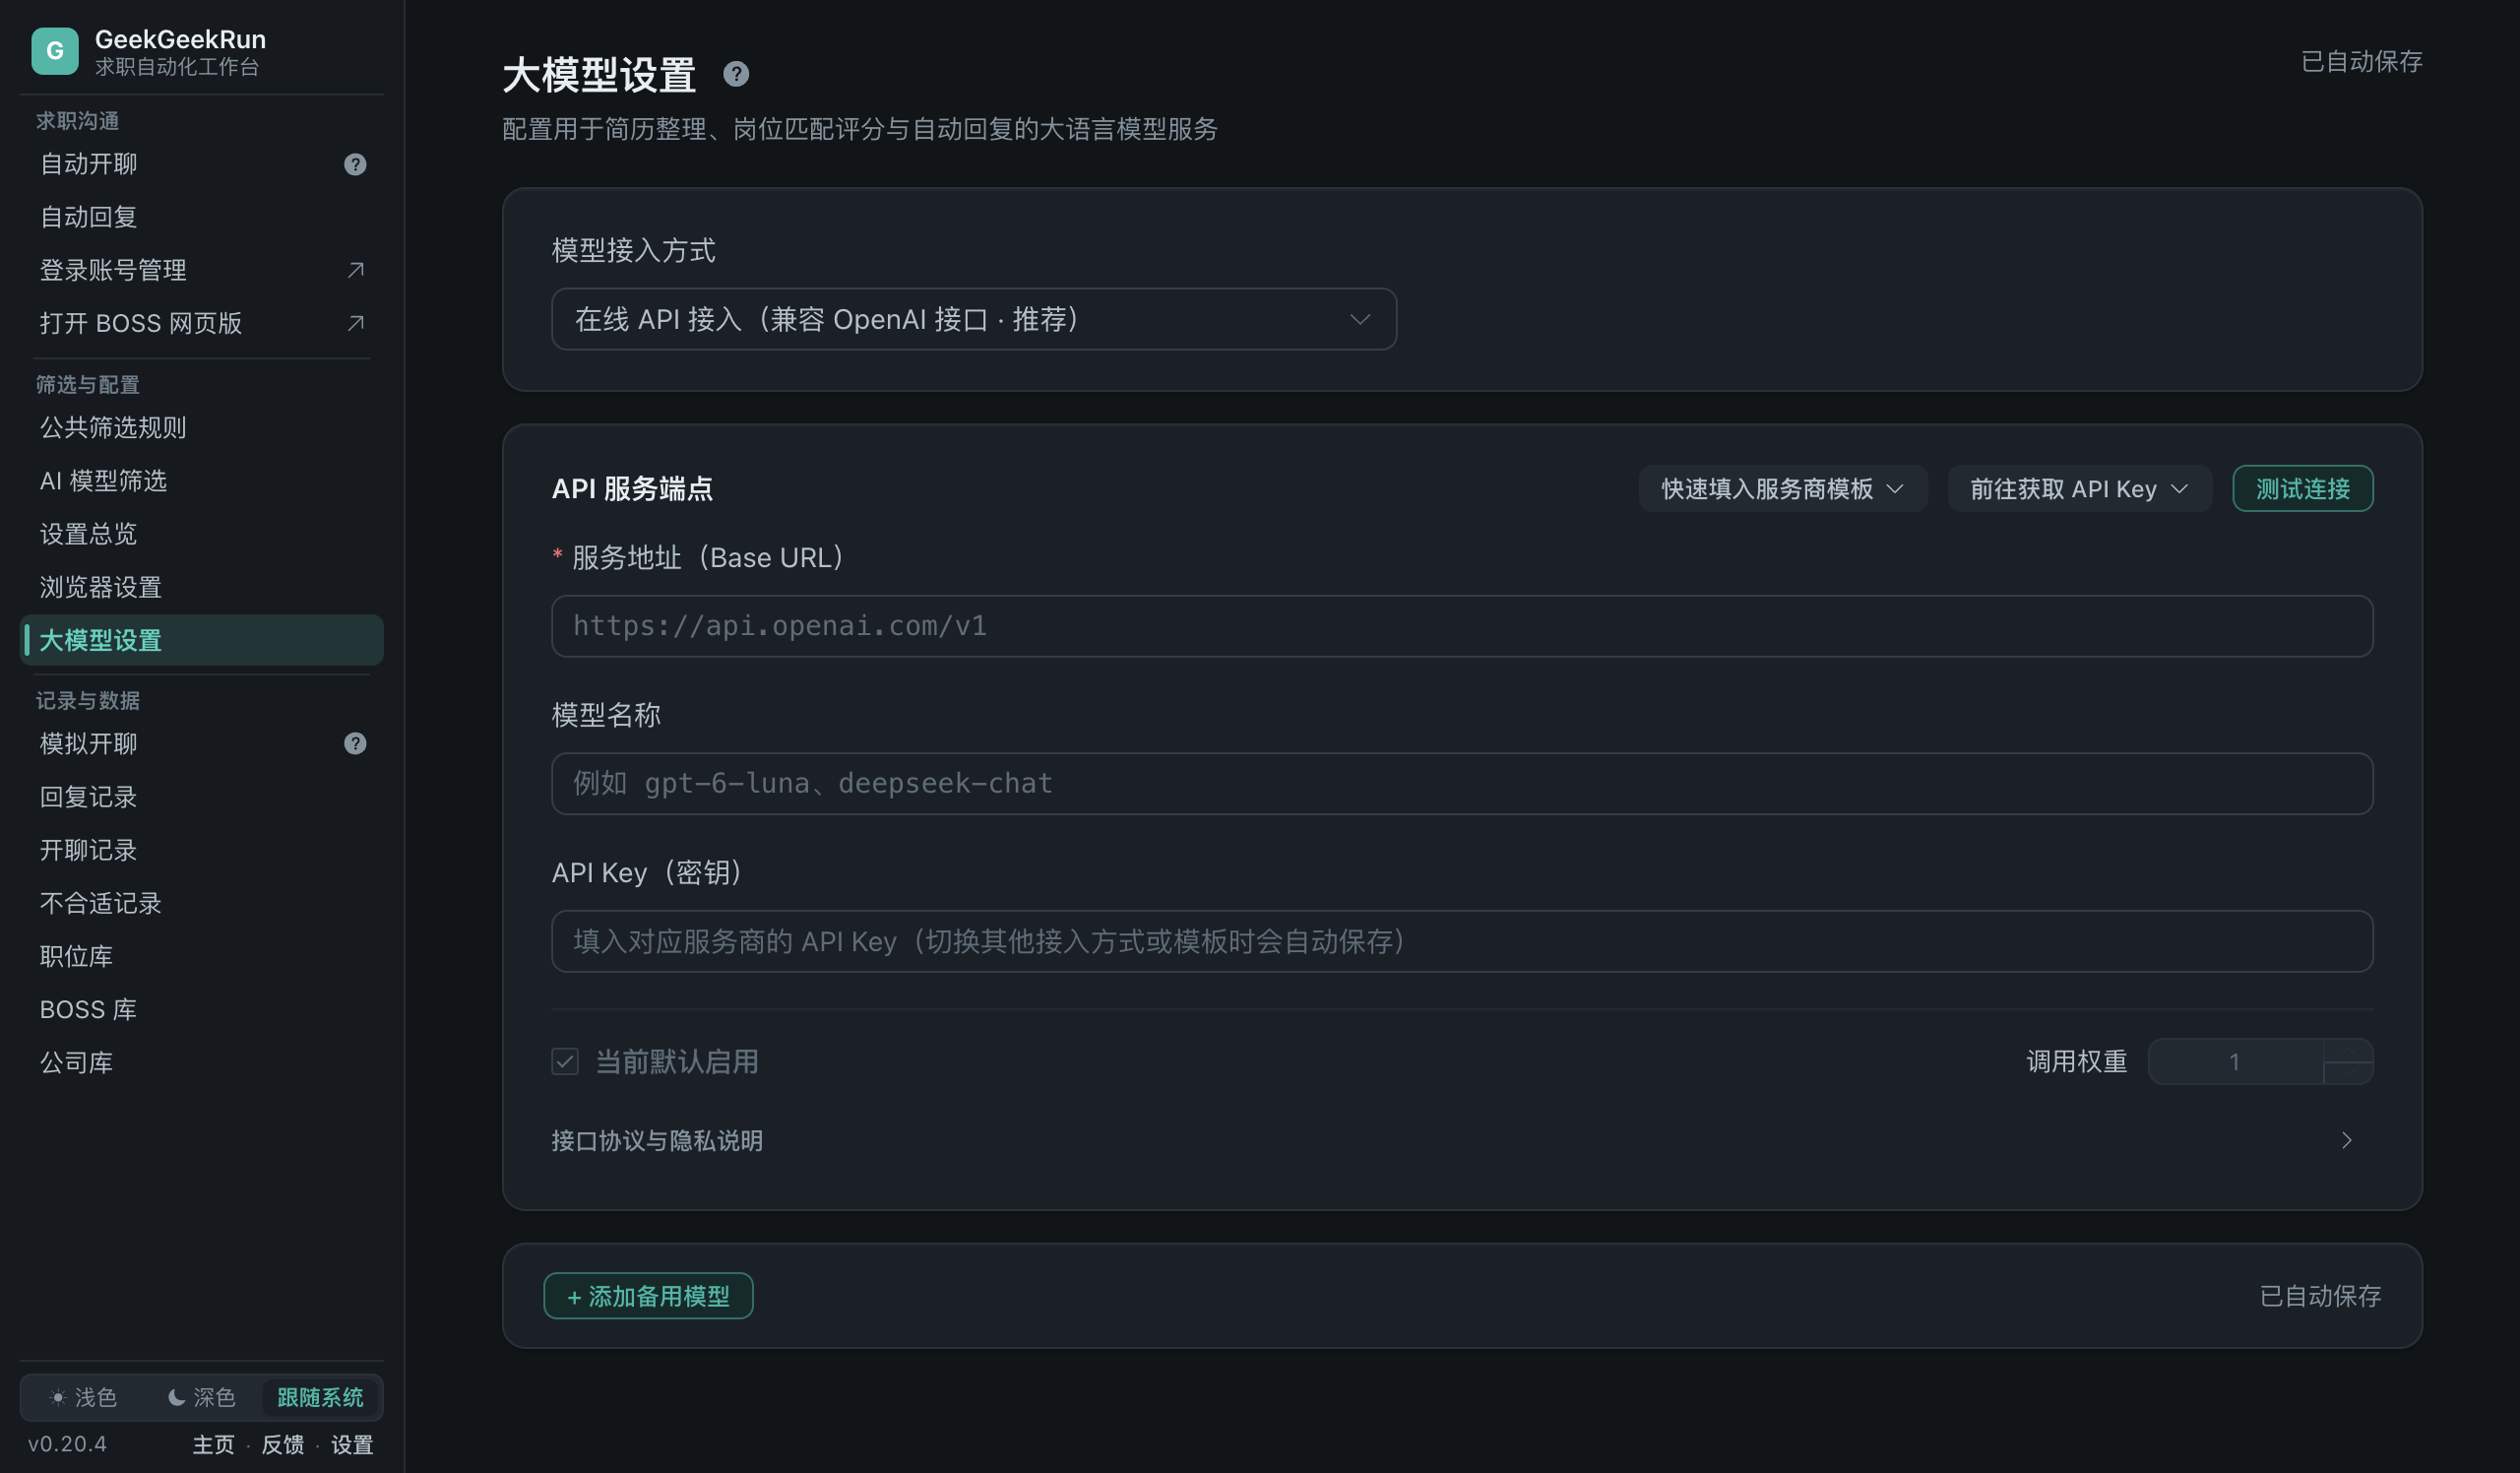 G
GeekGeekRun
求职自动化工作台
求职沟通
自动开聊 ?
自动回复
登录账号管理
打开 BOSS 网页版
筛选与配置
公共筛选规则
AI 模型筛选
设置总览
浏览器设置
大模型设置
记录与数据
模拟开聊 ?
回复记录
开聊记录
不合适记录
职位库
BOSS 库
公司库
浅色 深色 跟随系统
v0.20.4 主页 · 反馈 · 设置
大模型设置 ?
已自动保存
配置用于简历整理、岗位匹配评分与自动回复的大语言模型服务
模型接入方式
在线 API 接入（兼容 OpenAI 接口 · 推荐）
API 服务端点 快速填入服务商模板 前往获取 API Key 测试连接
* 服务地址（Base URL）
https://api.openai.com/v1
模型名称
例如 gpt-6-luna、deepseek-chat
API Key（密钥）
填入对应服务商的 API Key（切换其他接入方式或模板时会自动保存）
当前默认启用 调用权重 1
接口协议与隐私说明
+ 添加备用模型 已自动保存